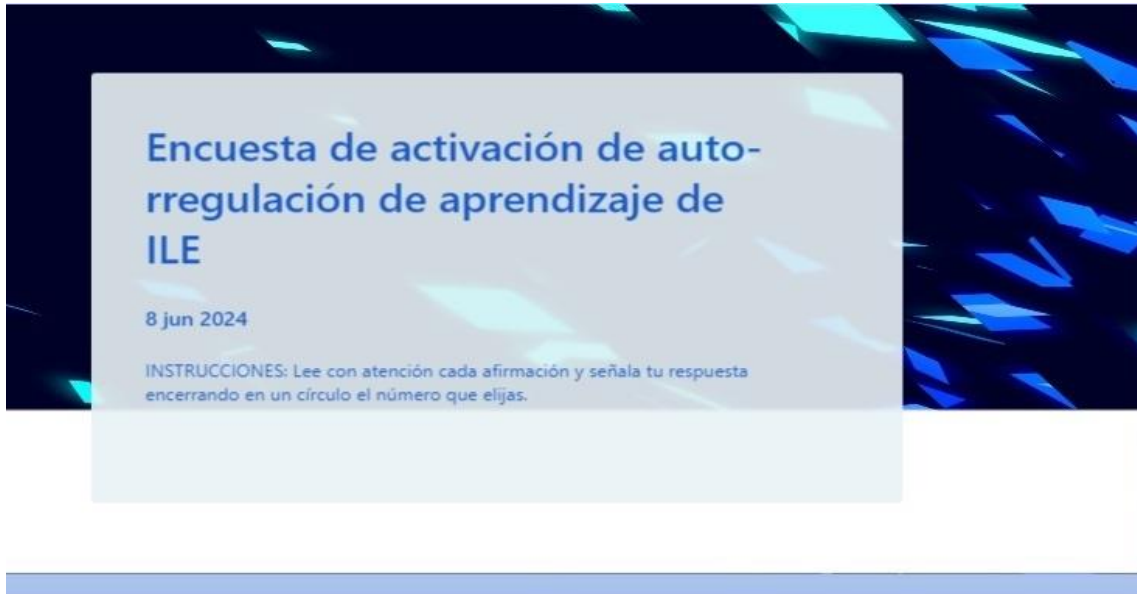 Encuesta de activación de auto-
rregulación de aprendizaje de
ILE
8 jun 2024
INSTRUCCIONES: Lee con atención cada afirmación y señala tu respuesta
encerrando en un círculo el número que elijas.